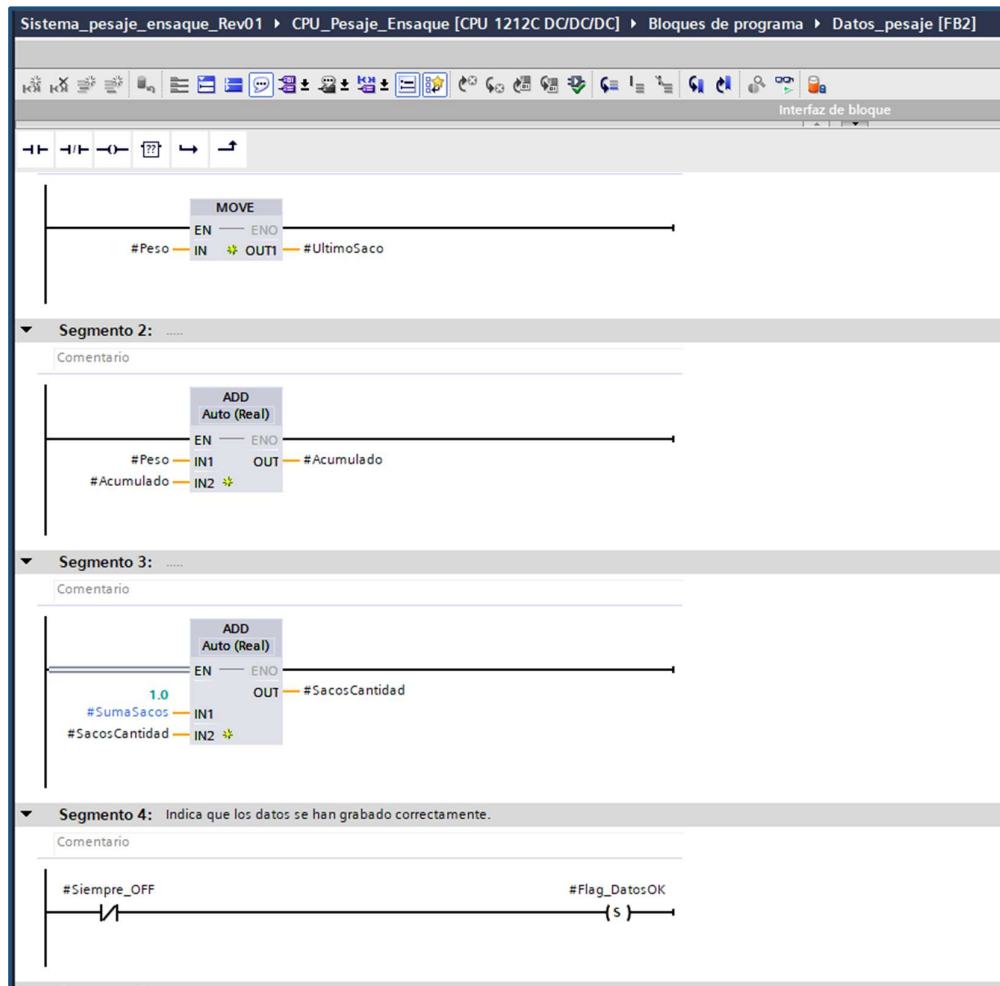 Sistema_pesaje_ensaque_Rev01 ▸ CPU_Pesaje_Ensaque [CPU 1212C DC/DC/DC] ▸ Bloques de programa ▸ Datos_pesaje [FB2]
Interfaz de bloque
??
MOVE
EN ENO
#Peso IN OUT1 #UltimoSaco
Segmento 2: .....
Comentario
ADD
Auto (Real)
EN ENO
#Peso IN1 OUT #Acumulado
#Acumulado IN2
Segmento 3: .....
Comentario
ADD
Auto (Real)
EN ENO
1.0 OUT #SacosCantidad
#SumaSacos IN1
#SacosCantidad IN2
Segmento 4: Indica que los datos se han grabado correctamente.
Comentario
#Siempre_OFF #Flag_DatosOK
S